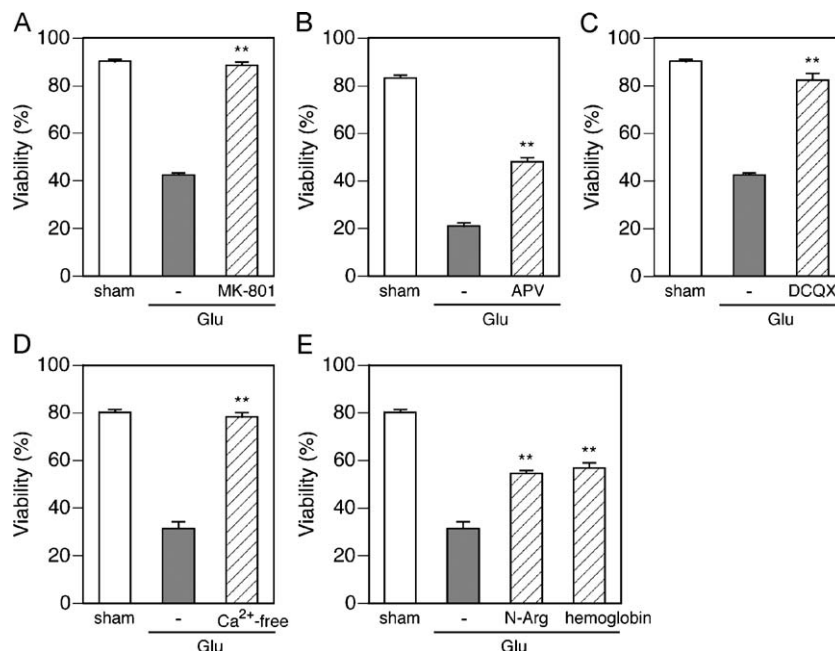 A
Viability (%)
100
80
60
40
20
0
**
sham - MK-801
Glu
B
Viability (%)
100
80
60
40
20
0
**
sham - APV
Glu
C
Viability (%)
100
80
60
40
20
0
**
sham - DCQX
Glu
D
Viability (%)
100
80
60
40
20
0
**
sham - Ca²⁺-free
Glu
E
Viability (%)
100
80
60
40
20
0
** **
sham - N-Arg hemoglobin
Glu